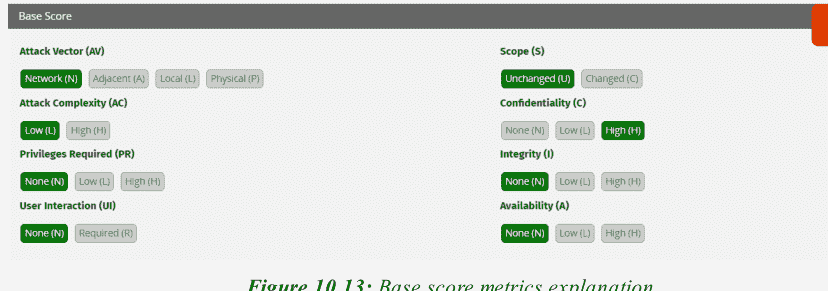 Base Score
Attack Vector (AV)
Network (N) Adjacent (A) Local (L) Physical (P)
Attack Complexity (AC)
Low (L) High (H)
Privileges Required (PR)
None (N) Low (L) High (H)
User Interaction (UI)
None (N) Required (R)
Scope (S)
Unchanged (U) Changed (C)
Confidentiality (C)
None (N) Low (L) High (H)
Integrity (I)
None (N) Low (L) High (H)
Availability (A)
None (N) Low (L) High (H)
Figure 10.13: Base score metrics explanation